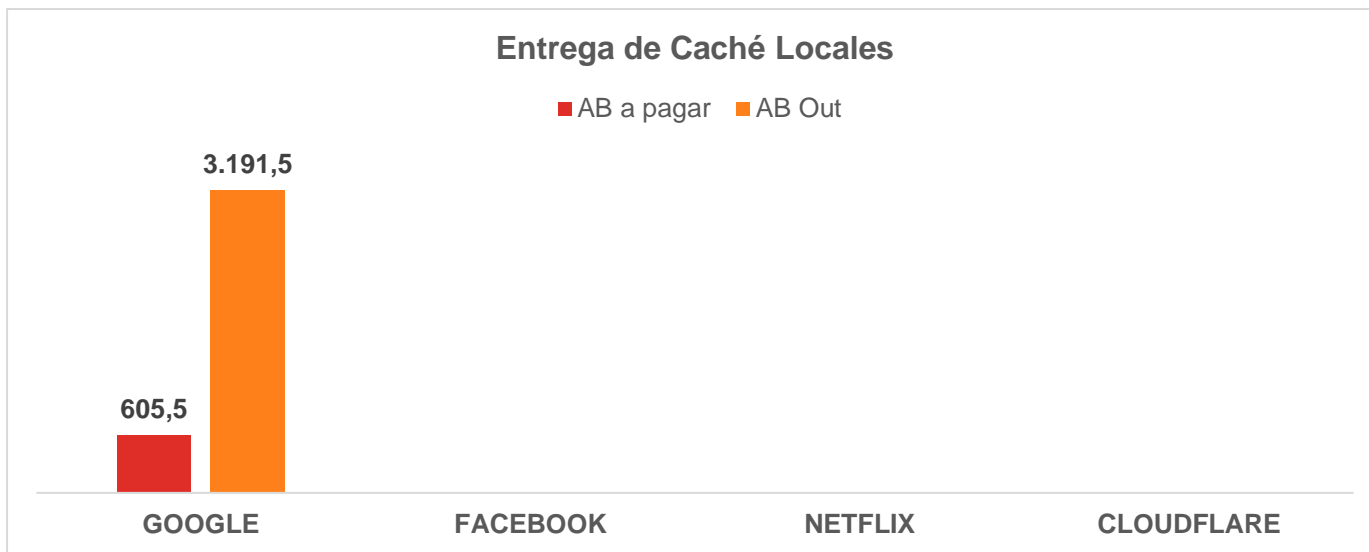 Entrega de Caché Locales
AB a pagar AB Out
3.191,5
605,5
GOOGLE FACEBOOK NETFLIX CLOUDFLARE